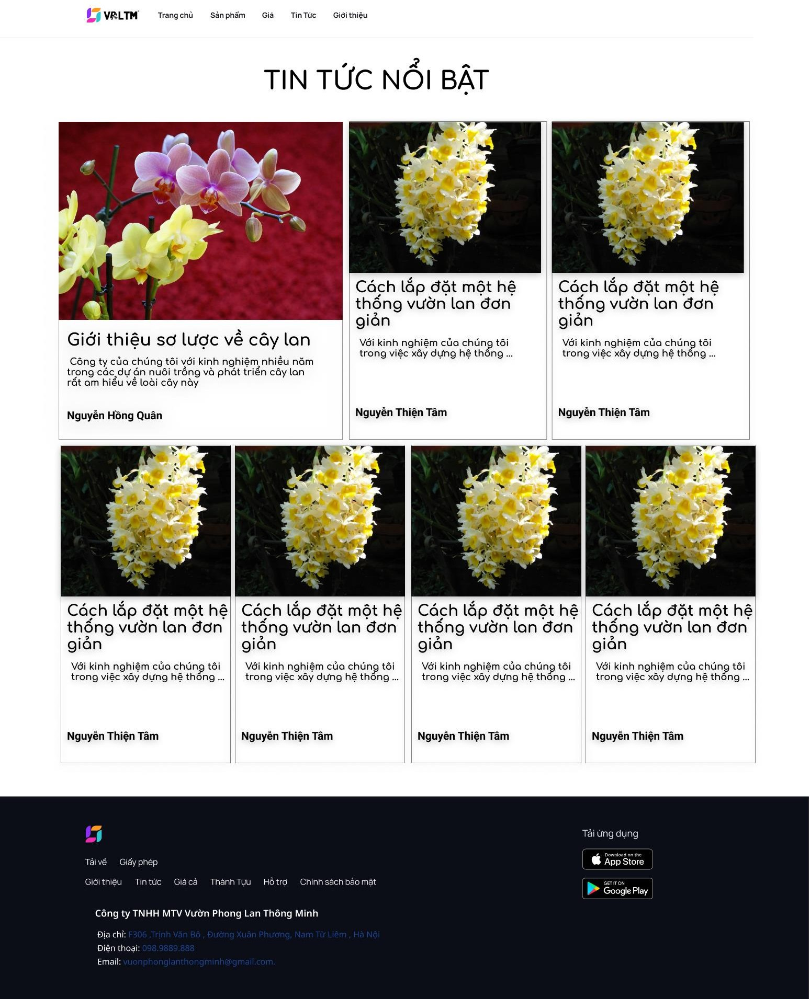 VPLTM
Trang chủ Sản phẩm Giá Tin Tức Giới thiệu
TIN TỨC NỔI BẬT
Giới thiệu sơ lược về cây lan
Công ty của chúng tôi với kinh nghiệm nhiều năm
trong các dự án nuôi trồng và phát triển cây lan
rất am hiểu về loài cây này
Nguyễn Hồng Quân
Cách lắp đặt một hệ
thống vườn lan đơn
giản
Với kinh nghiệm của chúng tôi
trong việc xây dựng hệ thống ...
Nguyễn Thiện Tâm
Cách lắp đặt một hệ
thống vườn lan đơn
giản
Với kinh nghiệm của chúng tôi
trong việc xây dựng hệ thống ...
Nguyễn Thiện Tâm
Cách lắp đặt một hệ
thống vườn lan đơn
giản
Với kinh nghiệm của chúng tôi
trong việc xây dựng hệ thống ...
Nguyễn Thiện Tâm
Cách lắp đặt một hệ
thống vườn lan đơn
giản
Với kinh nghiệm của chúng tôi
trong việc xây dựng hệ thống ...
Nguyễn Thiện Tâm
Cách lắp đặt một hệ
thống vườn lan đơn
giản
Với kinh nghiệm của chúng tôi
trong việc xây dựng hệ thống ...
Nguyễn Thiện Tâm
Cách lắp đặt một hệ
thống vườn lan đơn
giản
Với kinh nghiệm của chúng tôi
trong việc xây dựng hệ thống ...
Nguyễn Thiện Tâm
Tải về Giấy phép
Giới thiệu Tin tức Giá cả Thành Tựu Hỗ trợ Chính sách bảo mật
Công ty TNHH MTV Vườn Phong Lan Thông Minh
Địa chỉ: F306 ,Trịnh Văn Bô , Đường Xuân Phương, Nam Từ Liêm , Hà Nội
Điện thoại: 098.9889.888
Email: vuonphonglanthongminh@gmail.com.
Tải ứng dụng
Download on the
App Store
GET IT ON
Google Play